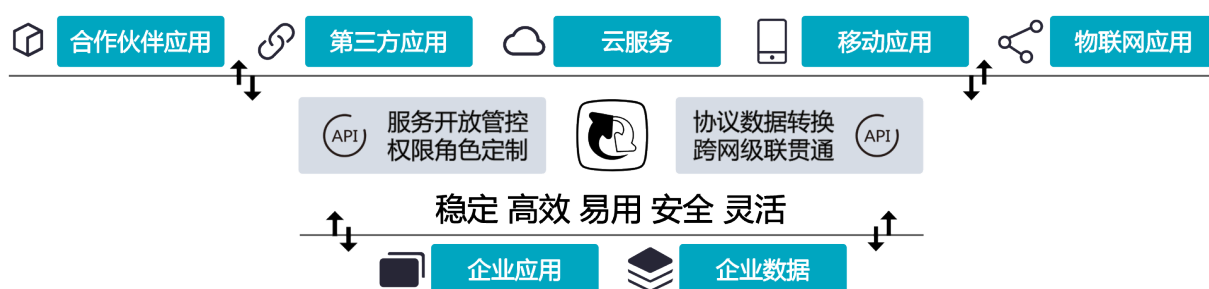 合作伙伴应用
第三方应用
云服务
移动应用
物联网应用
API
服务开放管控
权限角色定制
协议数据转换
跨网级联贯通
API
稳定 高效 易用 安全 灵活
企业应用
企业数据